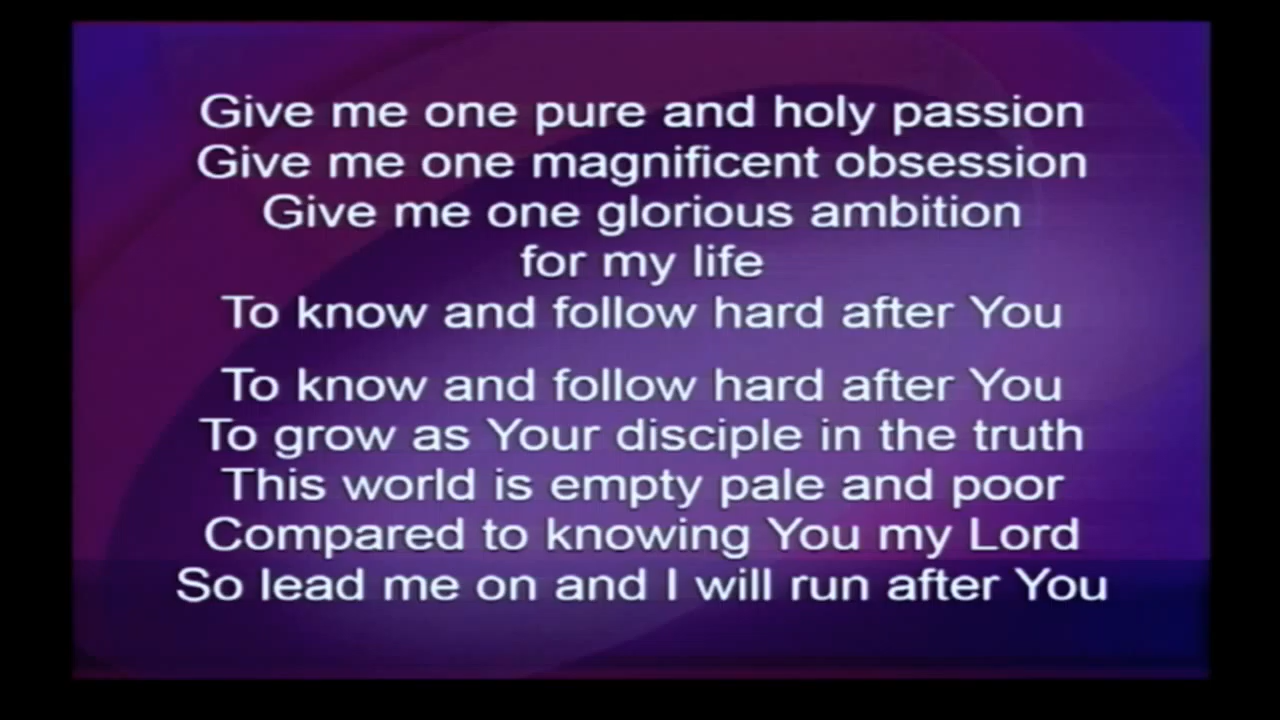 Give me one pure and holy passion
Give me one magnificent obsession
Give me one glorious ambition
for my life
To know and follow hard after You
To know and follow hard after You
To grow as Your disciple in the truth
This world is empty pale and poor
Compared to knowing You my Lord
So lead me on and I will run after You